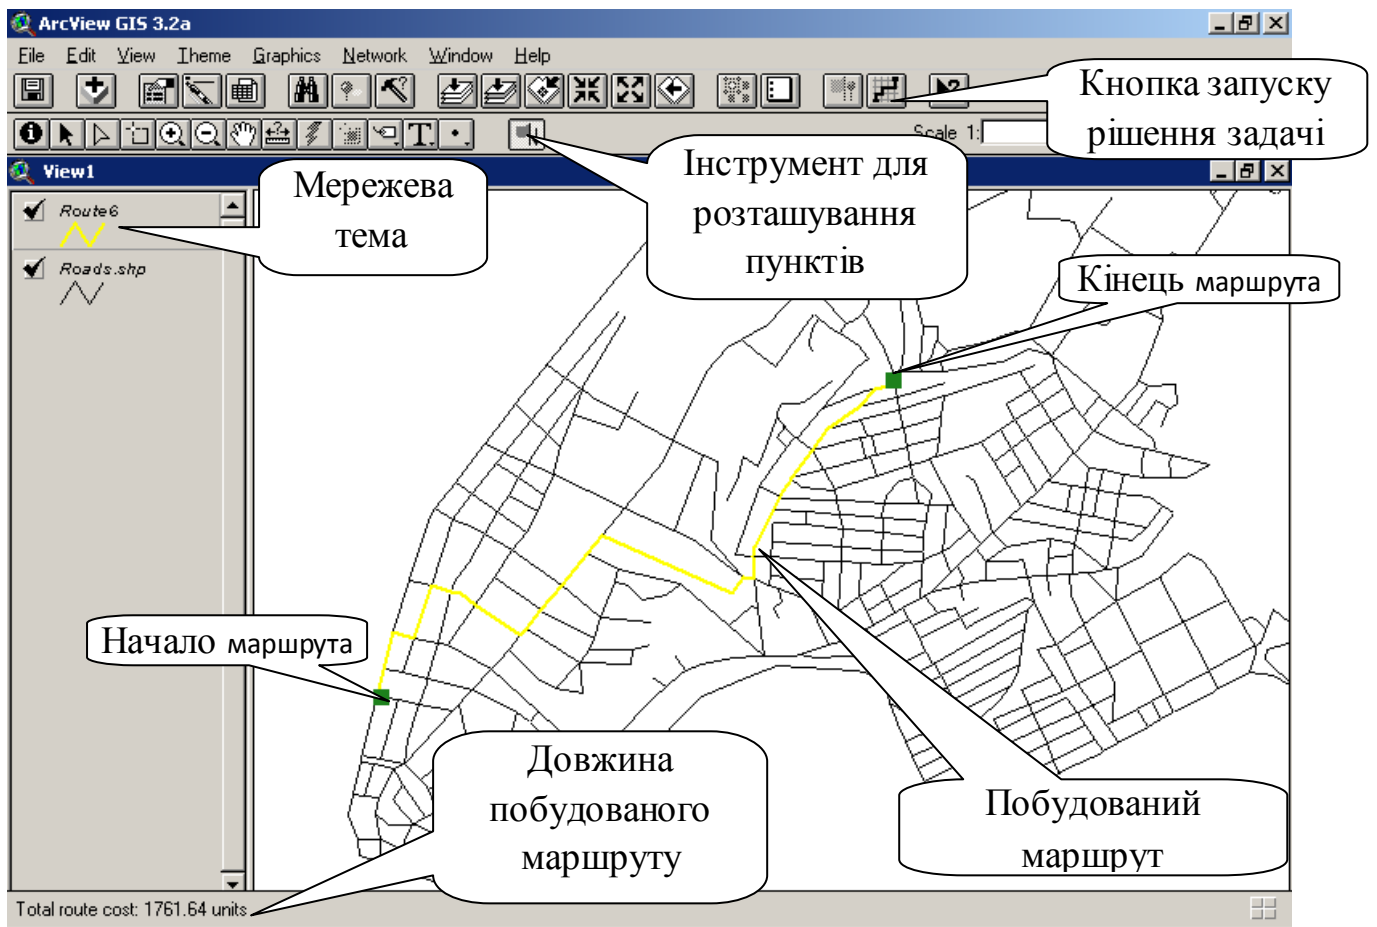 ArcView GIS 3.2a
File Edit View Theme Graphics Network Window Help
Кнопка запуску
рішення задачі
Scale 1:
Інструмент для
розташування
пунктів
View1
Мережева
тема
Route6
Roads.shp
Кінець маршрута
Начало маршрута
Довжина
побудованого
маршруту
Побудований
маршрут
Total route cost: 1761.64 units